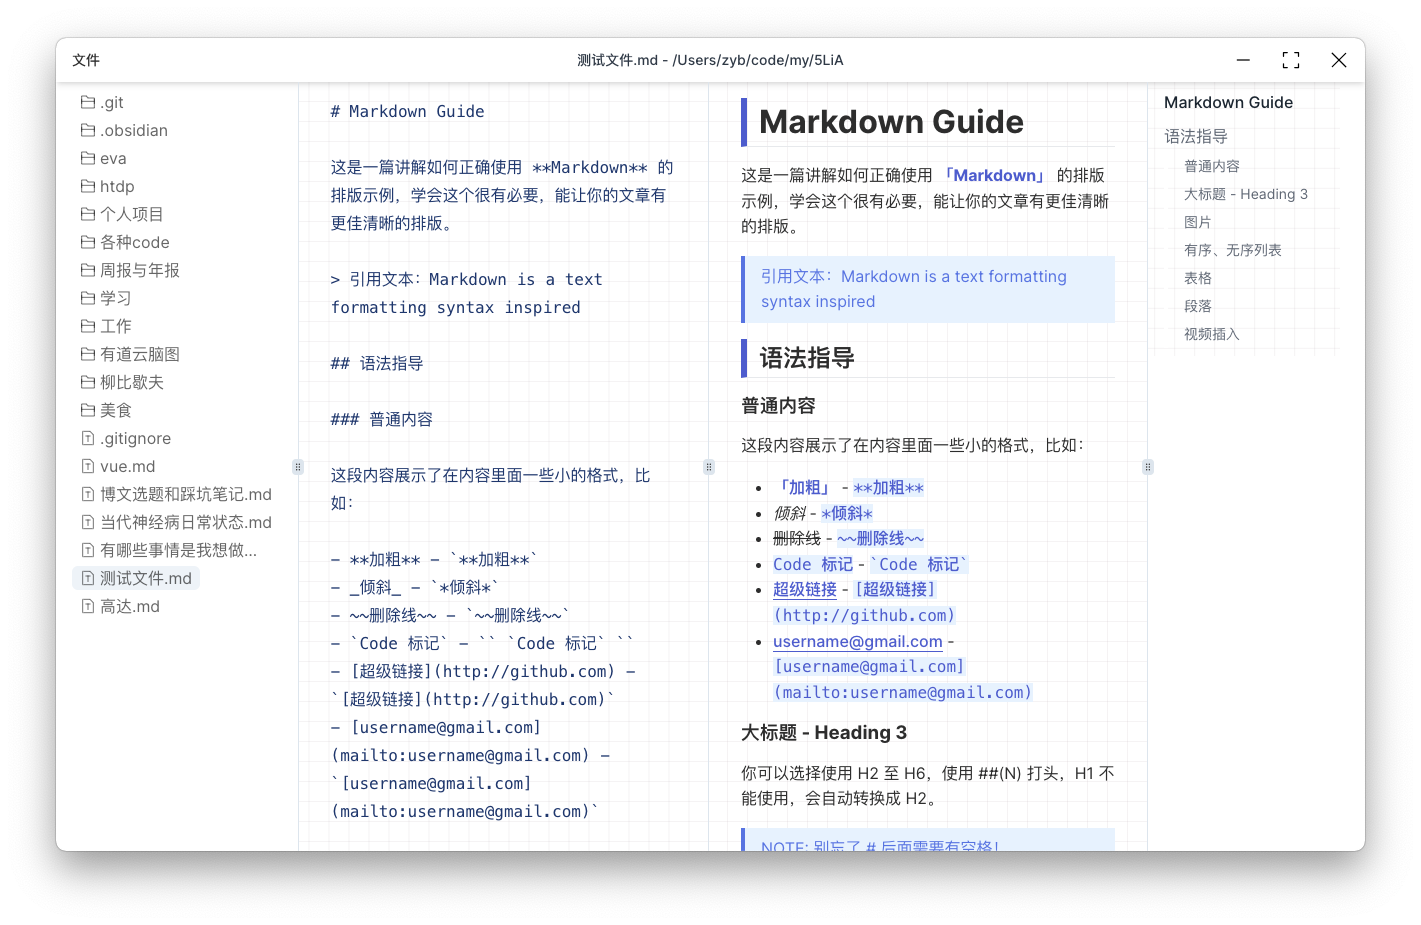 文件
测试文件.md - /Users/zyb/code/my/5LiA
.git
.obsidian
eva
htdp
个人项目
各种code
周报与年报
学习
工作
有道云脑图
柳比歇夫
美食
.gitignore
vue.md
博文选题和踩坑笔记.md
当代神经病日常状态.md
有哪些事情是我想做...
测试文件.md
高达.md
# Markdown Guide
这是一篇讲解如何正确使用 **Markdown** 的
排版示例，学会这个很有必要，能让你的文章有
更佳清晰的排版。
> 引用文本：Markdown is a text
formatting syntax inspired
## 语法指导
### 普通内容
这段内容展示了在内容里面一些小的格式，比
如：
- **加粗** - `**加粗**`
- _倾斜_ - `*倾斜*`
- ~~删除线~~ - `~~删除线~~`
- `Code 标记` - `` `Code 标记` ``
- [超级链接](http://github.com) -
`[超级链接](http://github.com)`
- [username@gmail.com]
(mailto:username@gmail.com) -
`[username@gmail.com]
(mailto:username@gmail.com)`
Markdown Guide
这是一篇讲解如何正确使用 「Markdown」 的排版
示例，学会这个很有必要，能让你的文章有更佳清晰
的排版。
引用文本：Markdown is a text formatting
syntax inspired
语法指导
普通内容
这段内容展示了在内容里面一些小的格式，比如：
• 「加粗」 - **加粗**
• 倾斜 - *倾斜*
• 删除线 - ~~删除线~~
• Code 标记 - `Code 标记`
• 超级链接 - [超级链接]
(http://github.com)
• username@gmail.com -
[username@gmail.com]
(mailto:username@gmail.com)
大标题 - Heading 3
你可以选择使用 H2 至 H6，使用 ##(N) 打头，H1 不
能使用，会自动转换成 H2。
NOTE: 别忘了 # 后面需要有空格！
Markdown Guide
语法指导
普通内容
大标题 - Heading 3
图片
有序、无序列表
表格
段落
视频插入